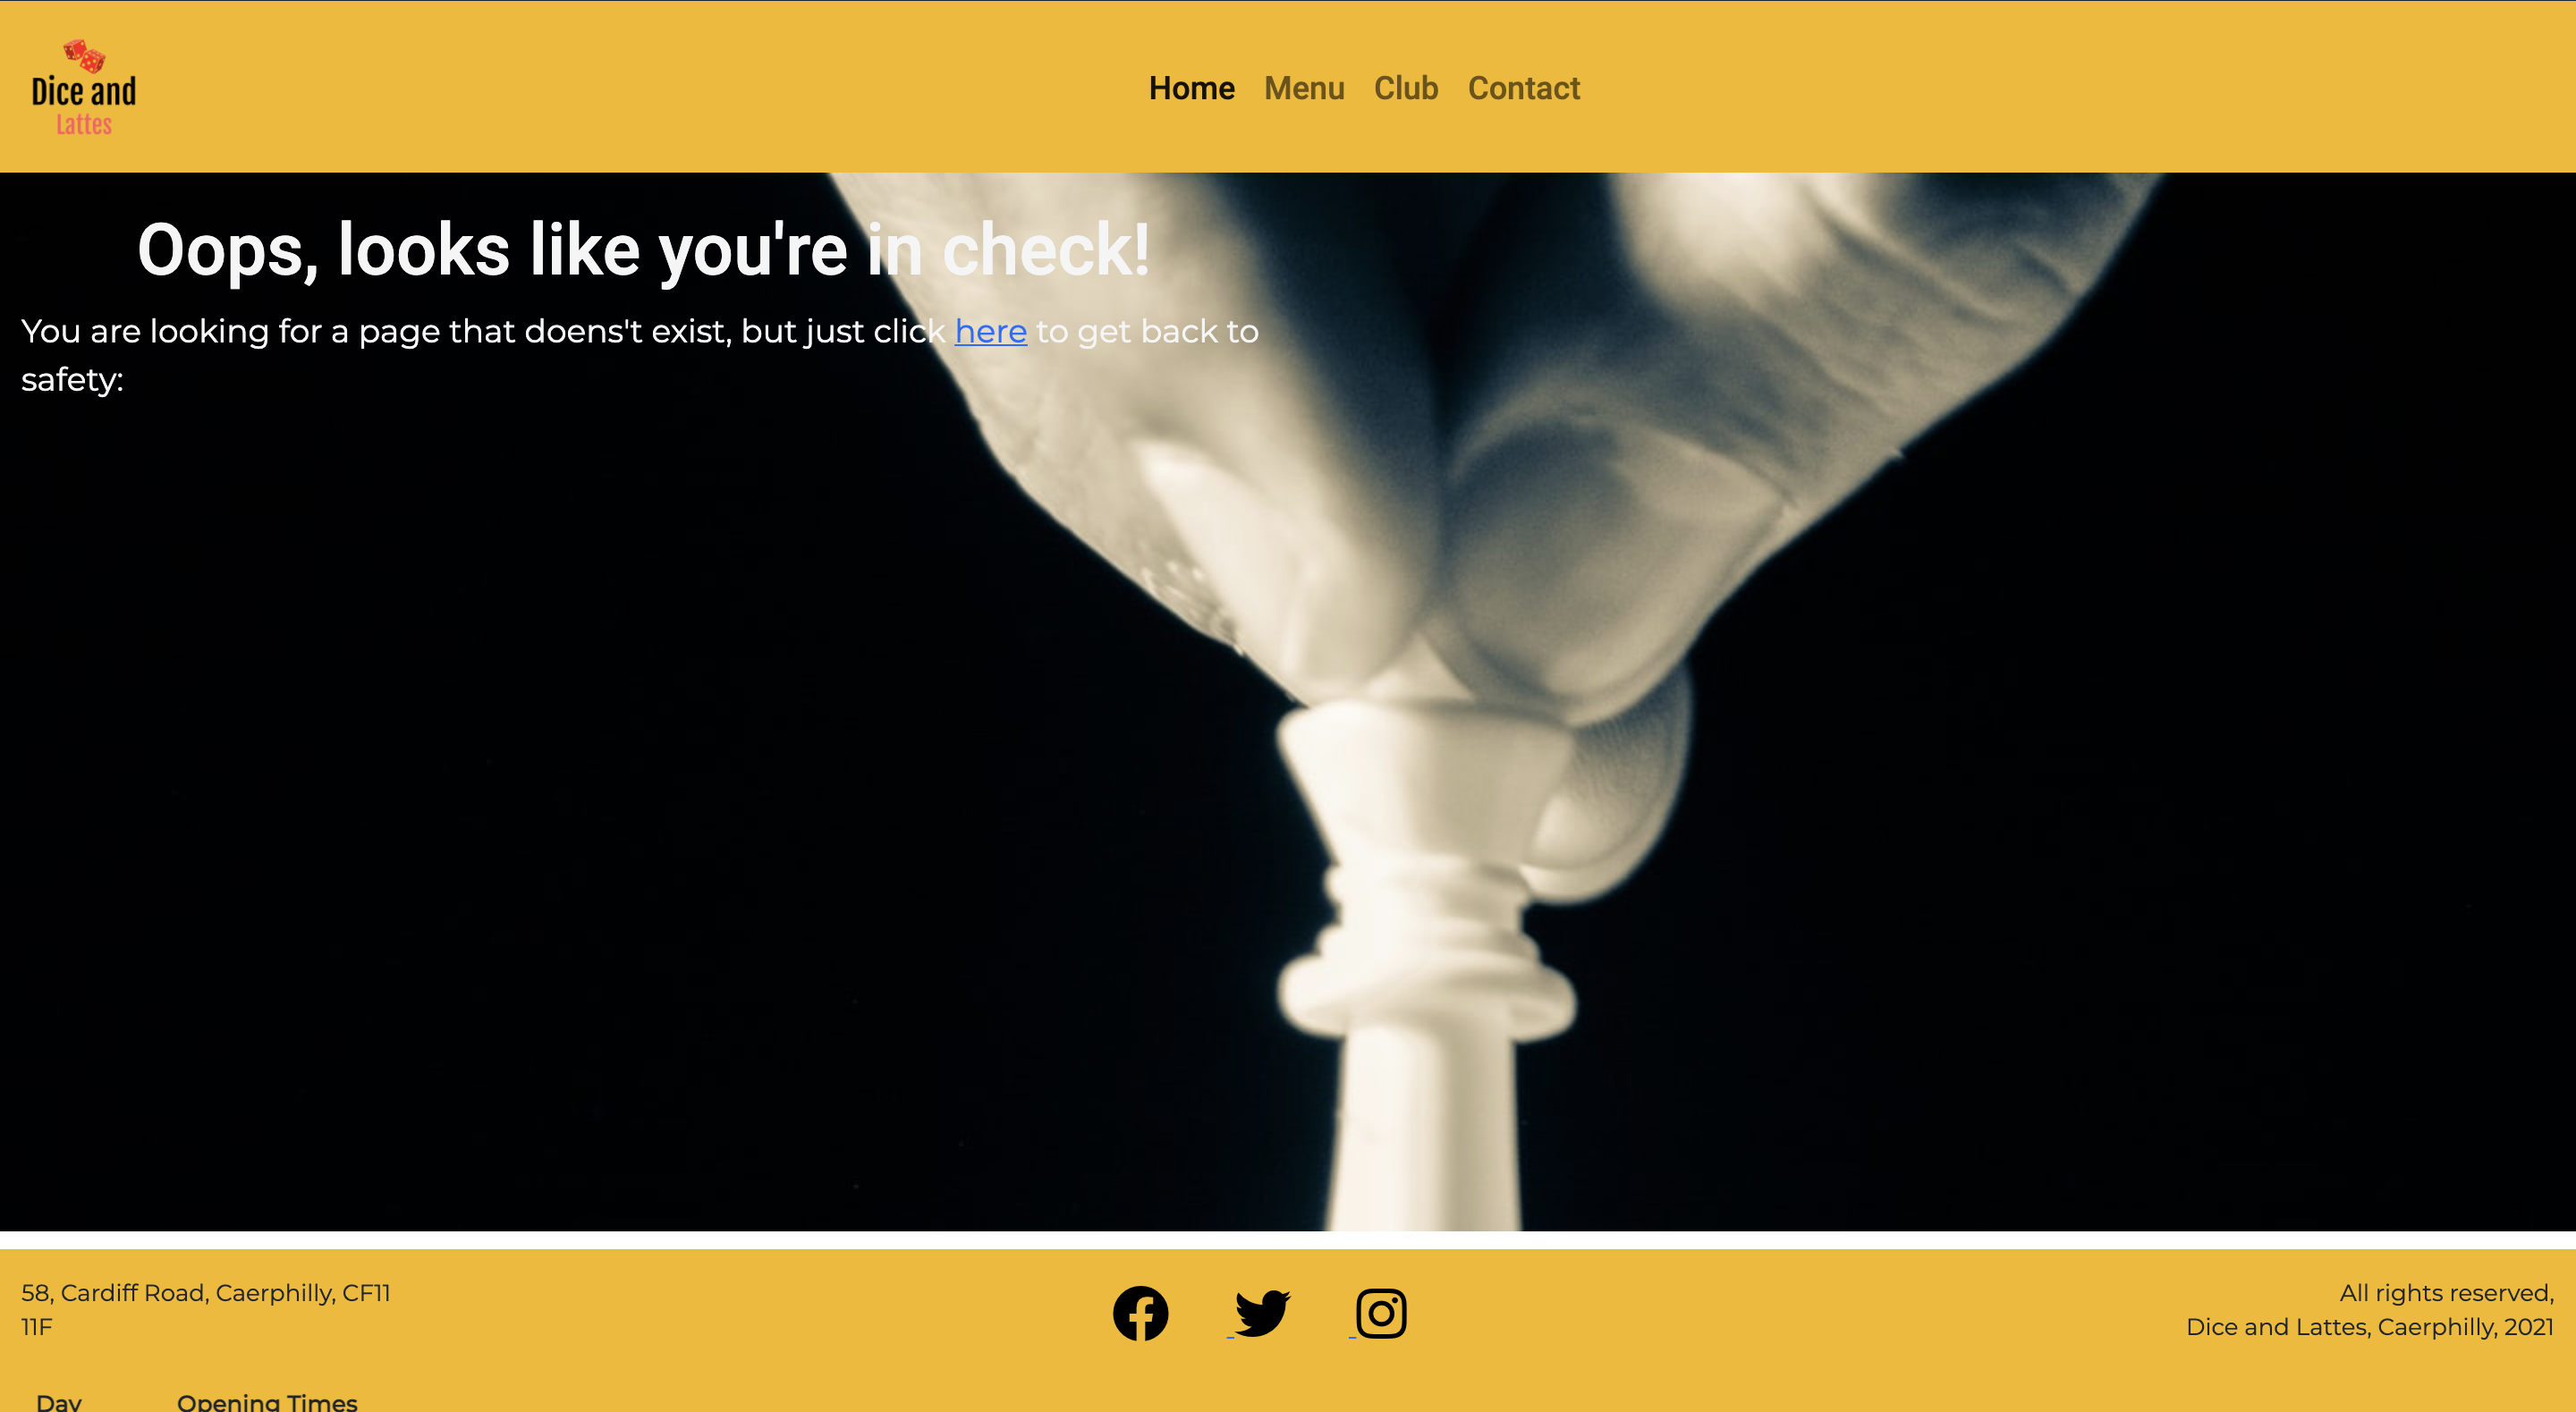 Dice and
Lattes
Home Menu Club Contact
Oops, looks like you're in check!
You are looking for a page that doens't exist, but just click here to get back to
safety:
58, Cardiff Road, Caerphilly, CF11
11F
All rights reserved,
Dice and Lattes, Caerphilly, 2021
Day Opening Times